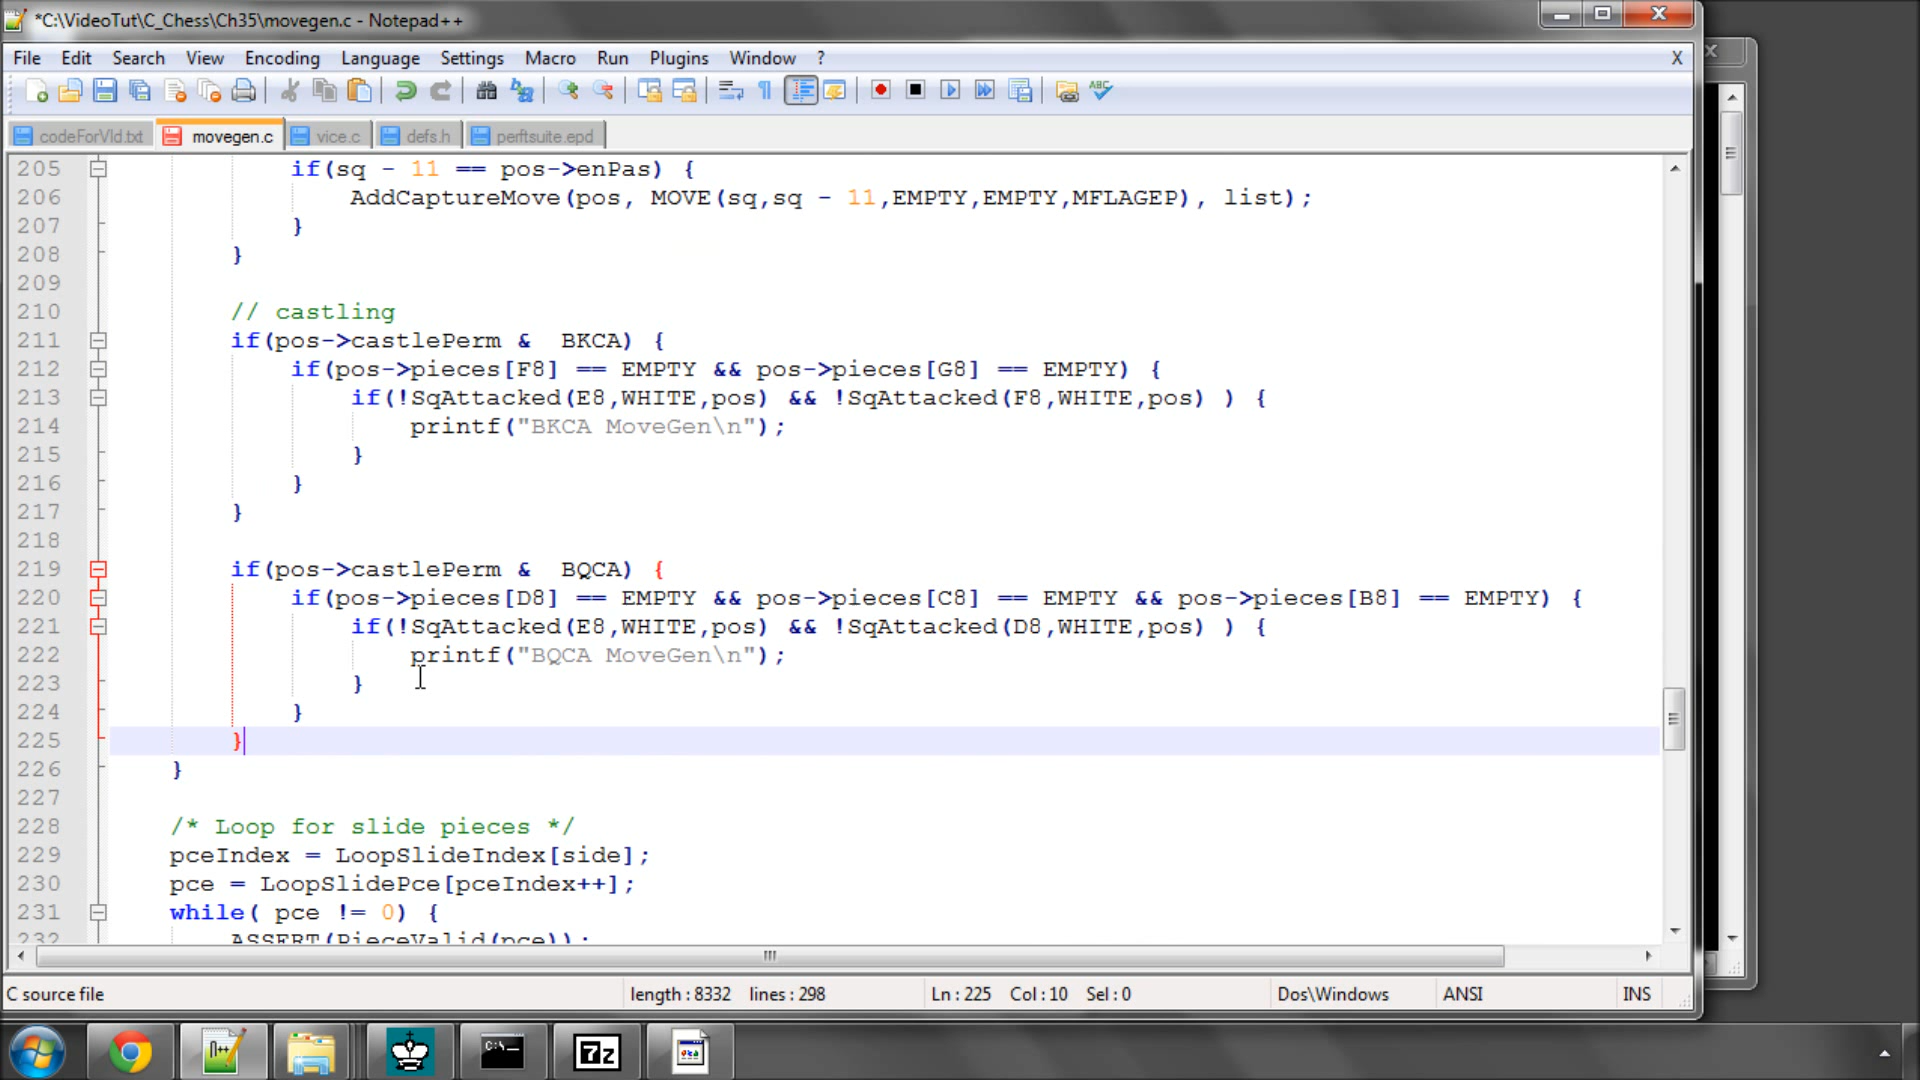 *C:\VideoTut\C_Chess\Ch35\movegen.c - Notepad++
File Edit Search View Encoding Language Settings Macro Run Plugins Window ? X
codeForVId.txt movegen.c vice.c defs.h perftsuite.epd
205 if(sq - 11 == pos->enPas) {
206 AddCaptureMove(pos, MOVE(sq,sq - 11,EMPTY,EMPTY,MFLAGEP), list);
207 }
208 }
209
210 // castling
211 if(pos->castlePerm &  BKCA) {
212 if(pos->pieces[F8] == EMPTY && pos->pieces[G8] == EMPTY) {
213 if(!SqAttacked(E8,WHITE,pos) && !SqAttacked(F8,WHITE,pos) ) {
214 printf("BKCA MoveGen\n");
215 }
216 }
217 }
218
219 if(pos->castlePerm &  BQCA) {
220 if(pos->pieces[D8] == EMPTY && pos->pieces[C8] == EMPTY && pos->pieces[B8] == EMPTY) {
221 if(!SqAttacked(E8,WHITE,pos) && !SqAttacked(D8,WHITE,pos) ) {
222 printf("BQCA MoveGen\n");
223 }
224 }
225 }
226 }
227
228 /* Loop for slide pieces */
229 pceIndex = LoopSlideIndex[side];
230 pce = LoopSlidePce[pceIndex++];
231 while( pce != 0) {
232 ASSERT(PieceValid(pce));
C source file length : 8332 lines : 298 Ln : 225 Col : 10 Sel : 0 Dos\Windows ANSI INS